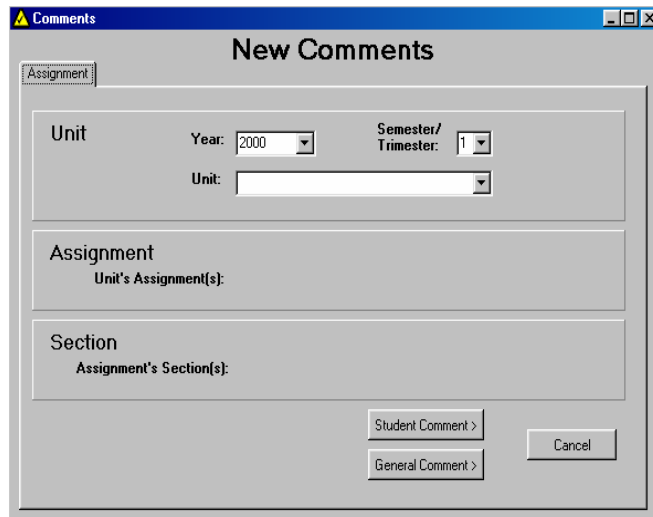 Comments
New Comments
Assignment
Unit
Year: 2000
Semester/
Trimester: 1
Unit:
Assignment
Unit's Assignment(s):
Section
Assignment's Section(s):
Student Comment >
General Comment >
Cancel